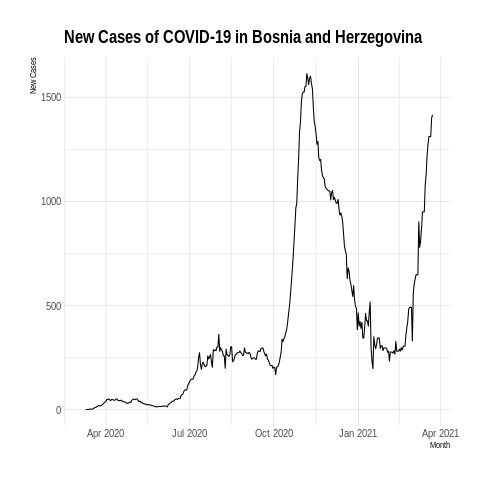 New Cases of COVID-19 in Bosnia and Herzegovina
New Cases
1500
1000
500
0
Apr 2020 Jul 2020 Oct 2020 Jan 2021 Apr 2021
Month